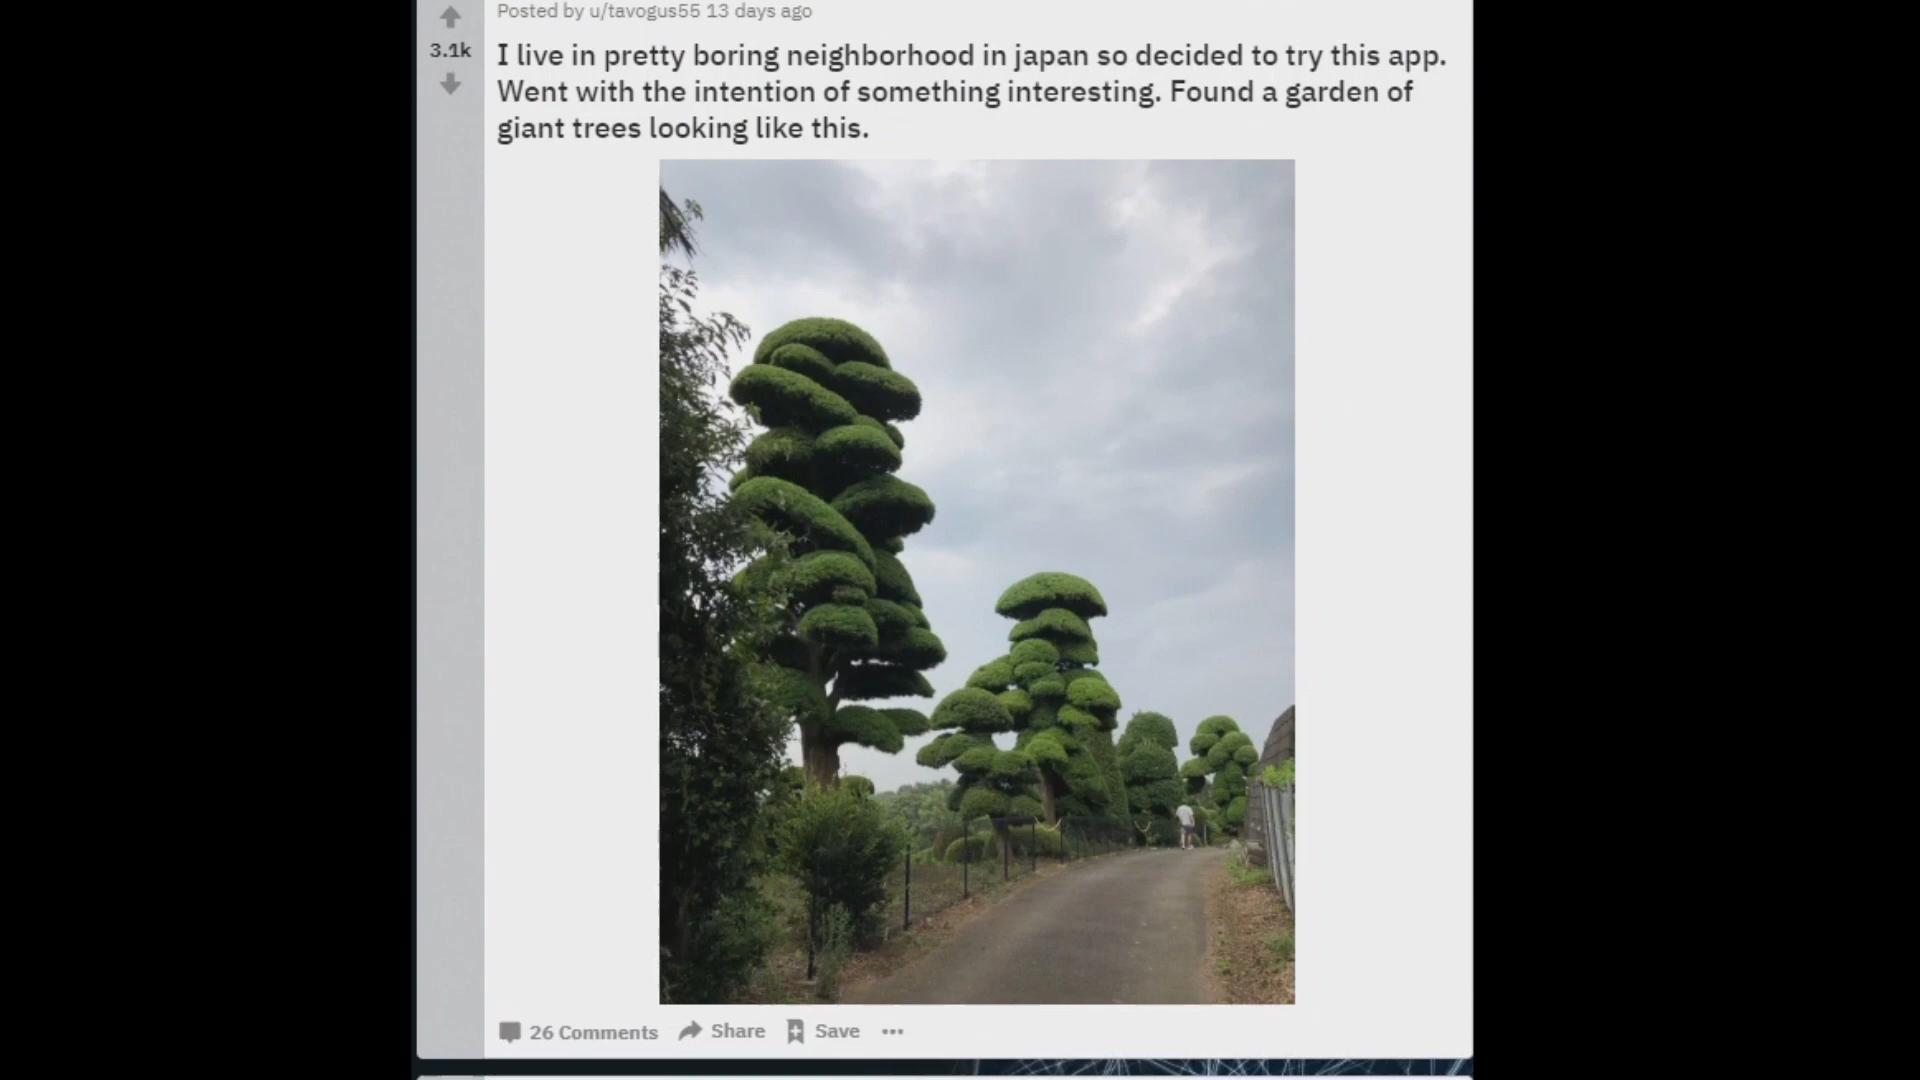 Posted by u/tavogus55 13 days ago
3.1k
I live in pretty boring neighborhood in japan so decided to try this app.
Went with the intention of something interesting. Found a garden of
giant trees looking like this.
26 Comments Share Save